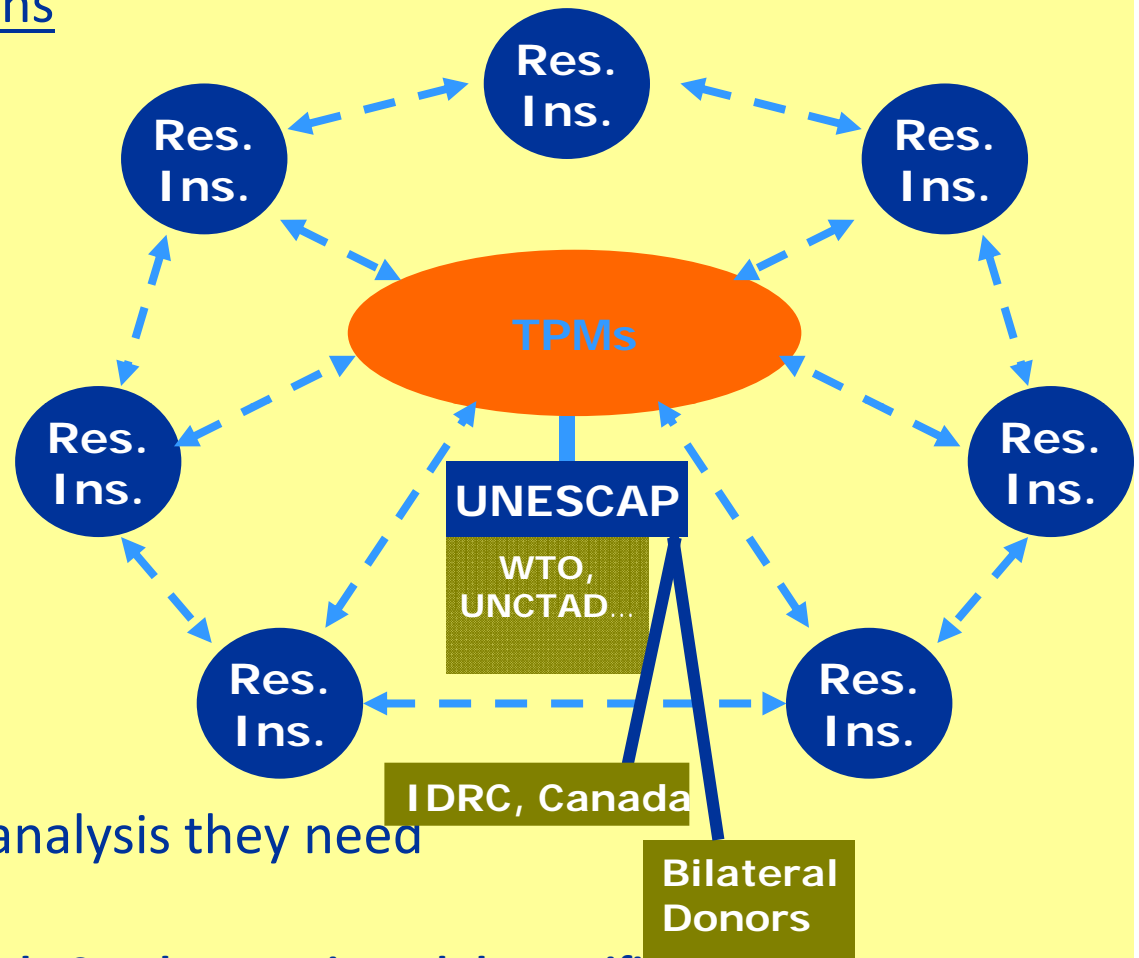 ns
Res.
Ins.
Res.
Ins.
Res.
Ins.
TPMs
Res.
Ins.
Res.
Ins.
UNESCAP
WTO,
UNCTAD...
Res.
Ins.
Res.
Ins.
IDRC, Canada
analysis they need
Bilateral
Donors